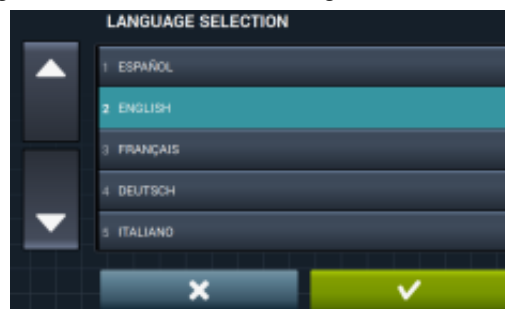 LANGUAGE SELECTION
1 ESPAÑOL
2 ENGLISH
3 FRANÇAIS
4 DEUTSCH
5 ITALIANO